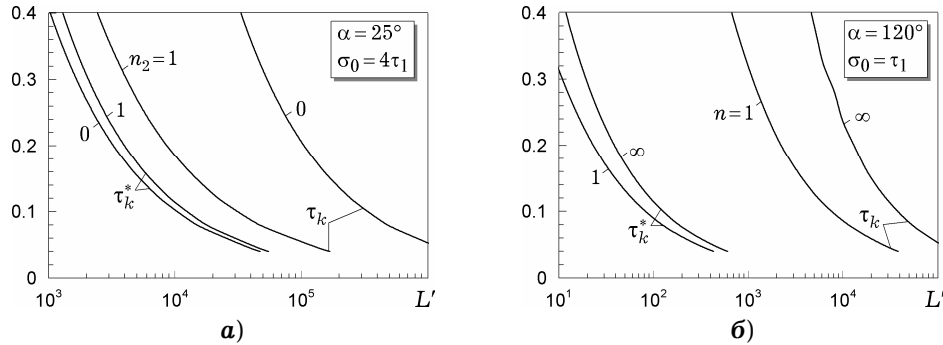 0.4
α = 25°
σ₀ = 4τ₁
n₂ = 1
0.3
0
1
0
0.2
τₖ*
τₖ
0.1
0
10³
10⁴
10⁵
L′
а)
0.4
α = 120°
σ₀ = τ₁
0.3
n = 1
∞
0.2
∞
1
τₖ*
τₖ
0.1
0
10¹
10²
10³
10⁴
L′
б)